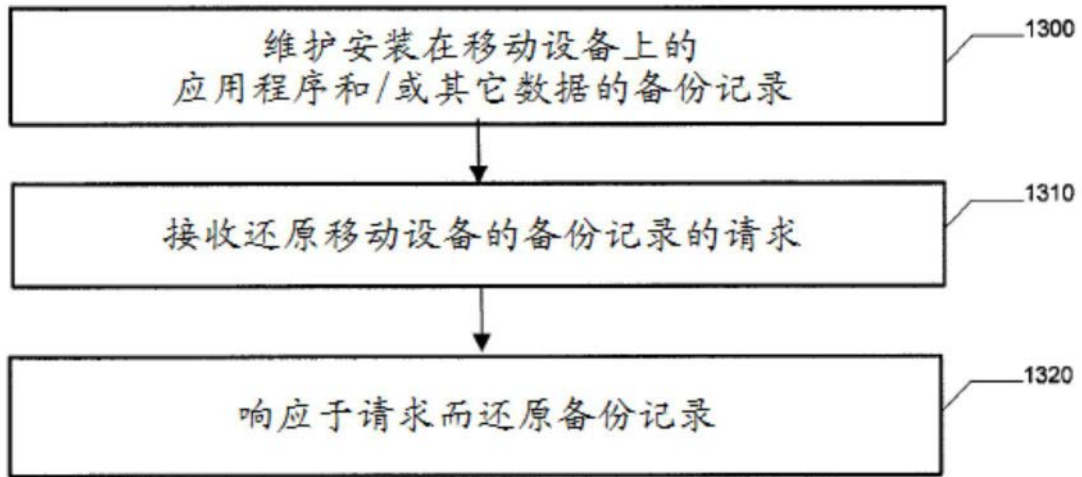 维护安装在移动设备上的
应用程序和/或其它数据的备份记录
1300
接收还原移动设备的备份记录的请求
1310
响应于请求而还原备份记录
1320